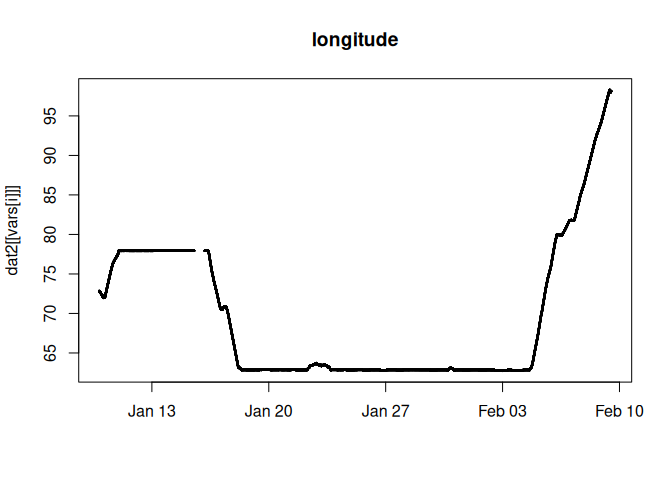 longitude
dat2[[vars[i]]]
95
90
85
80
75
70
65
Jan 13
Jan 20
Jan 27
Feb 03
Feb 10